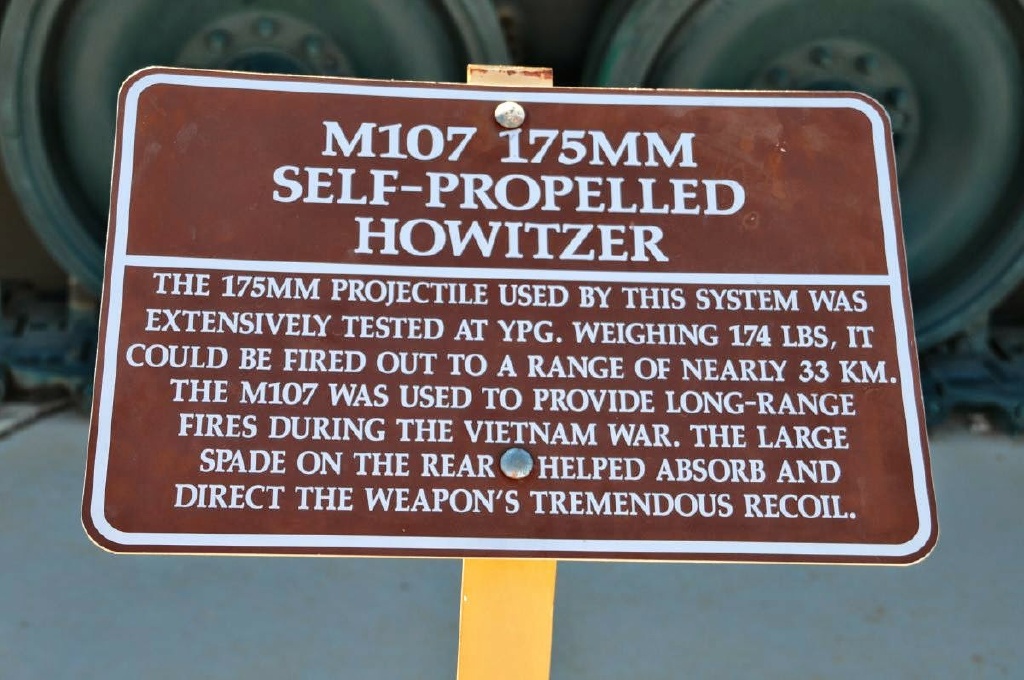 M107 175MM
SELF-PROPELLED
HOWITZER
THE 175MM PROJECTILE USED BY THIS SYSTEM WAS
EXTENSIVELY TESTED AT YPG. WEIGHING 174 LBS, IT
COULD BE FIRED OUT TO A RANGE OF NEARLY 33 KM.
THE M107 WAS USED TO PROVIDE LONG-RANGE
FIRES DURING THE VIETNAM WAR. THE LARGE
SPADE ON THE REAR HELPED ABSORB AND
DIRECT THE WEAPON'S TREMENDOUS RECOIL.